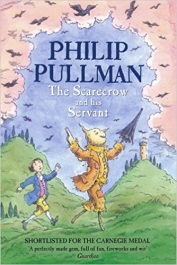 PHILIP
PULLMAN
The Scarecrow
and his
Servant
SHORTLISTED FOR THE CARNEGIE MEDAL
'A perfectly made gem, full of fun, fireworks and wit'
Guardian